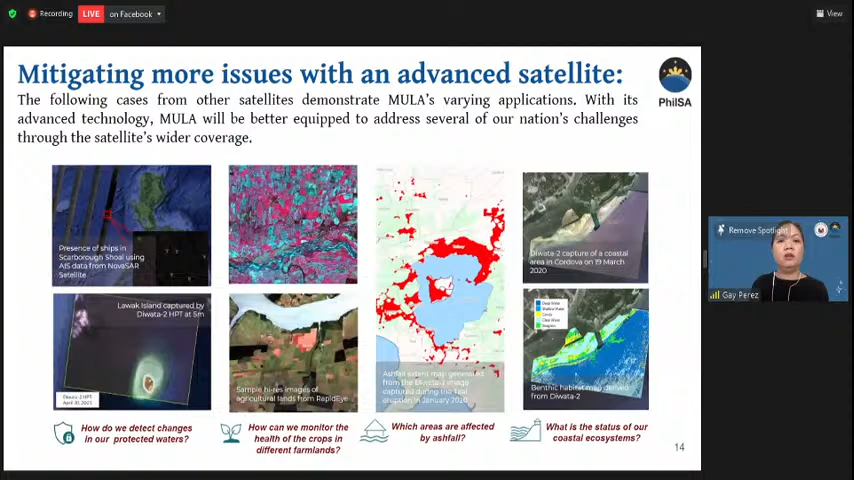 Recording
LIVE
on Facebook
View
Mitigating more issues with an advanced satellite:
The following cases from other satellites demonstrate MULA's varying applications. With its
advanced technology, MULA will be better equipped to address several of our nation's challenges
through the satellite's wider coverage.
PhilSA
Presence of ships in
Scarborough Shoal using
AIS data from NovaSAR
Satellite.
Lawak Island captured by
Diwata-2 HPT at 5m
Diwata-2 HPT
April 30, 2021
Sample hi-res images of
agricultural lands from RapidEye
Ashfall extent map generated
from the Diwata-2 image
captured during the Taal
eruption in January 2020
Diwata-2 capture of a coastal
area in Cordova on 19 March
2020
Benthic habitat map derived
from Diwata-2
How do we detect changes
in our protected waters?
How can we monitor the
health of the crops in
different farmlands?
Which areas are affected
by ashfall?
What is the status of our
coastal ecosystems?
14
Remove Spotlight
Gay Perez